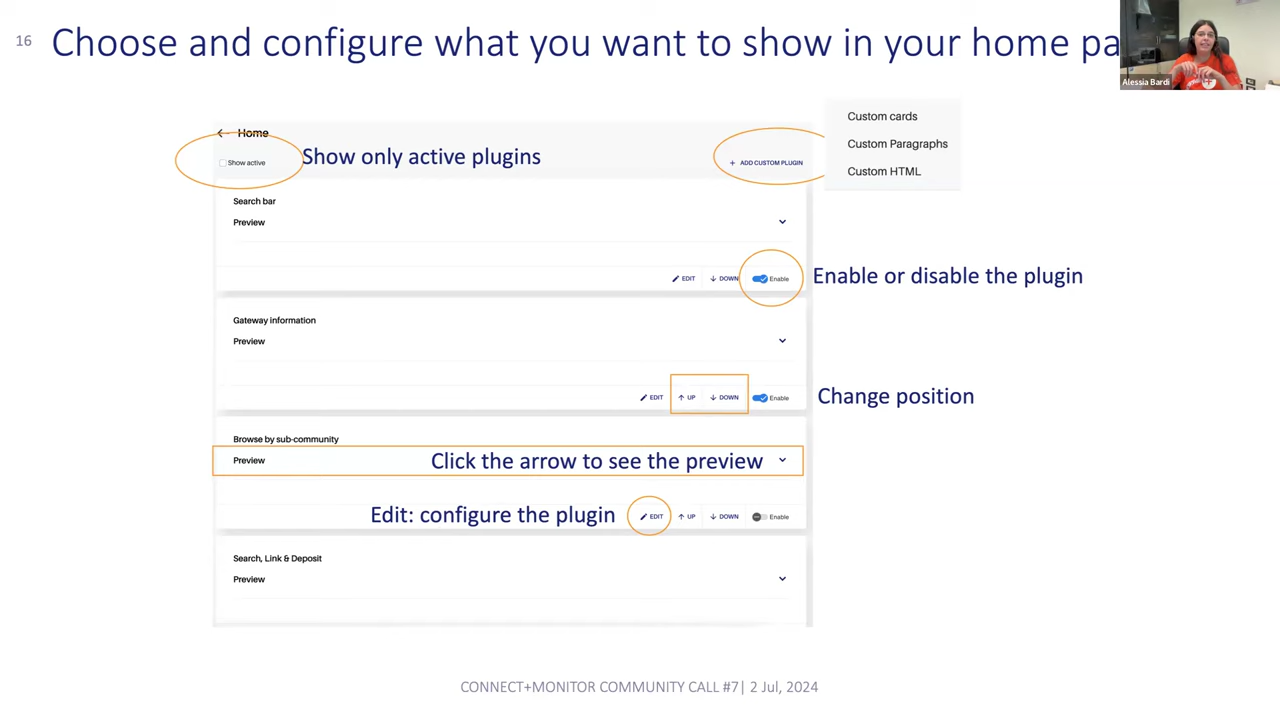 16
Choose and configure what you want to show in your home pa
Alessia Bardi
Home
Show active
Show only active plugins
+ ADD CUSTOM PLUGIN
Custom cards
Custom Paragraphs
Custom HTML
Search bar
Preview
EDIT
DOWN
Enable
Enable or disable the plugin
Gateway information
Preview
EDIT
UP
DOWN
Enable
Change position
Browse by sub-community
Preview
Click the arrow to see the preview
Edit: configure the plugin
EDIT
UP
DOWN
Enable
Search, Link & Deposit
Preview
CONNECT+MONITOR COMMUNITY CALL #7| 2 Jul, 2024